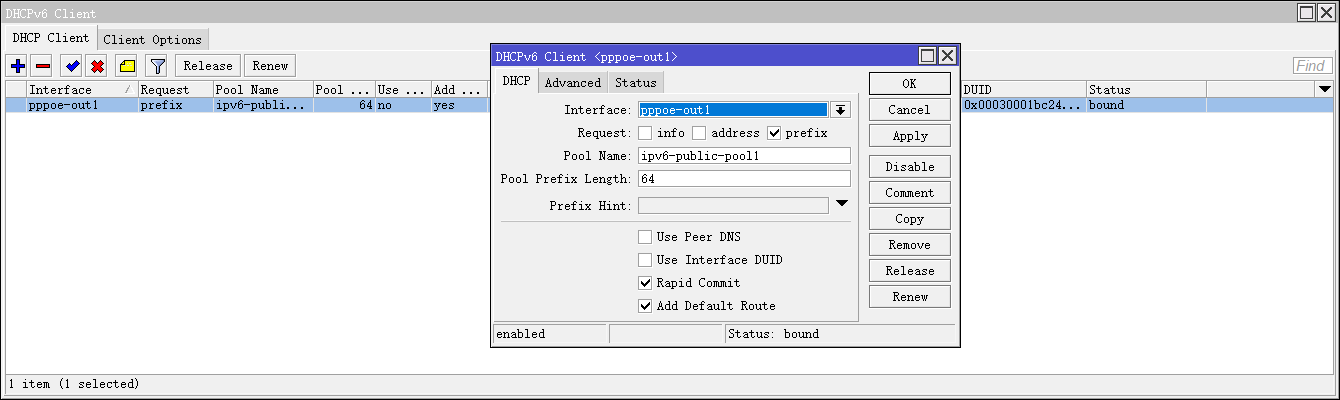 DHCPv6 Client
DHCP Client Client Options
Release Renew Find
Interface Request Pool Name Pool ... Use ... Add ... DUID Status
pppoe-out1 prefix ipv6-publi... 64 no yes 0x00030001bc24... bound
DHCPv6 Client <pppoe-out1>
DHCP Advanced Status
Interface: pppoe-out1
Request: info address prefix
Pool Name: ipv6-public-pool1
Pool Prefix Length: 64
Prefix Hint:
Use Peer DNS
Use Interface DUID
Rapid Commit
Add Default Route
OK
Cancel
Apply
Disable
Comment
Copy
Remove
Release
Renew
enabled Status: bound
1 item (1 selected)